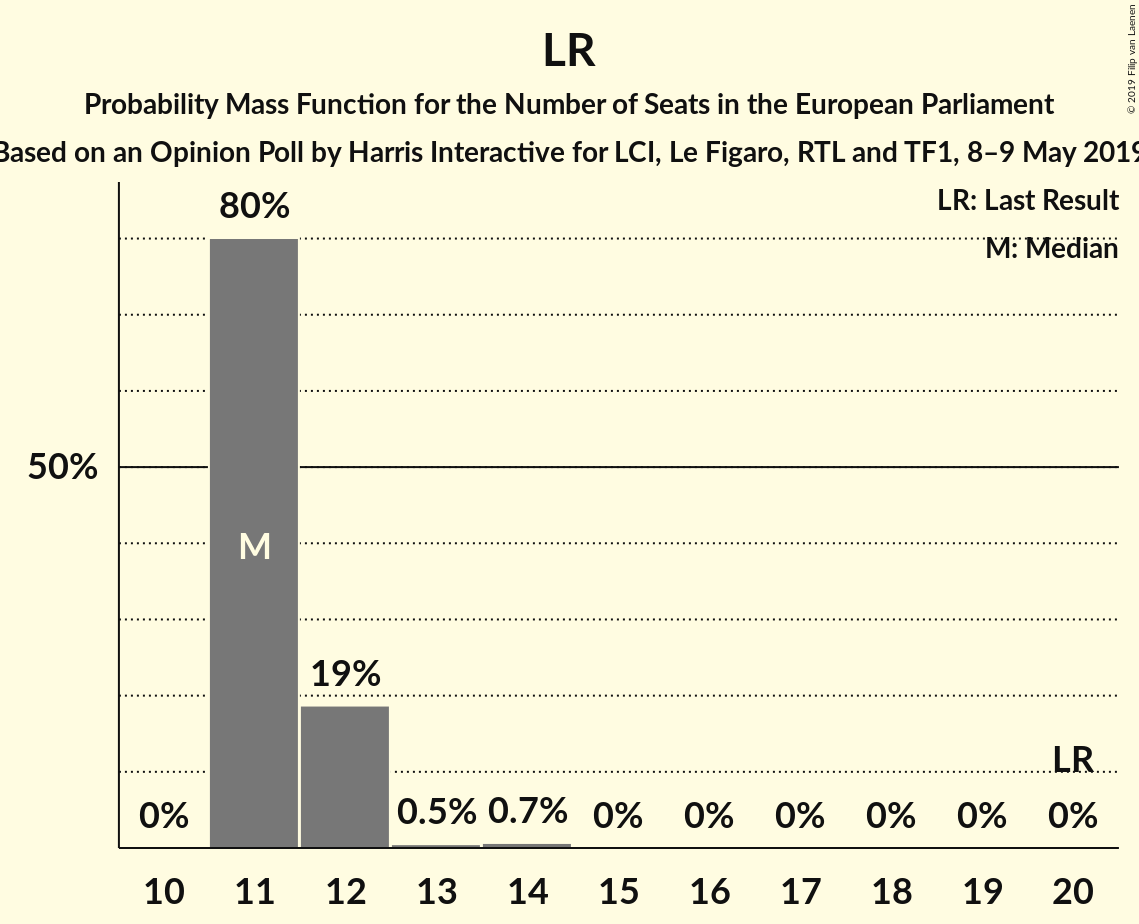 © 2019 Filip van Laenen
LR
Probability Mass Function for the Number of Seats in the European Parliament
Based on an Opinion Poll by Harris Interactive for LCI, Le Figaro, RTL and TF1, 8–9 May 2019
LR: Last Result
M: Median
80%
50%
M
19%
LR
0%
0.5%
0.7%
0%
0%
0%
0%
0%
0%
10 11 12 13 14 15 16 17 18 19 20